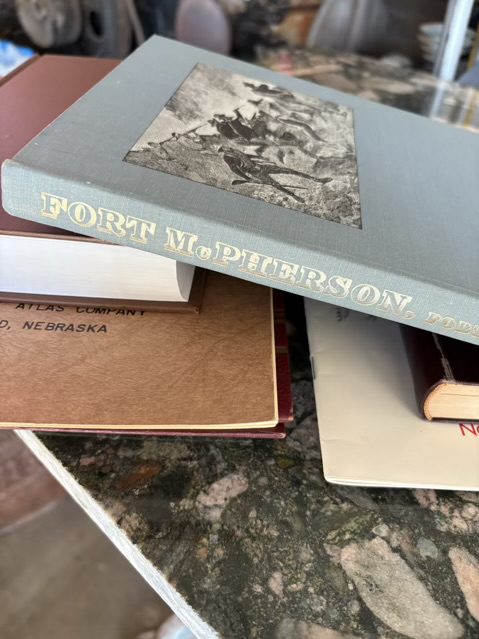 FORT McPHERSON,
ATLAS COMPANY
D, NEBRASKA